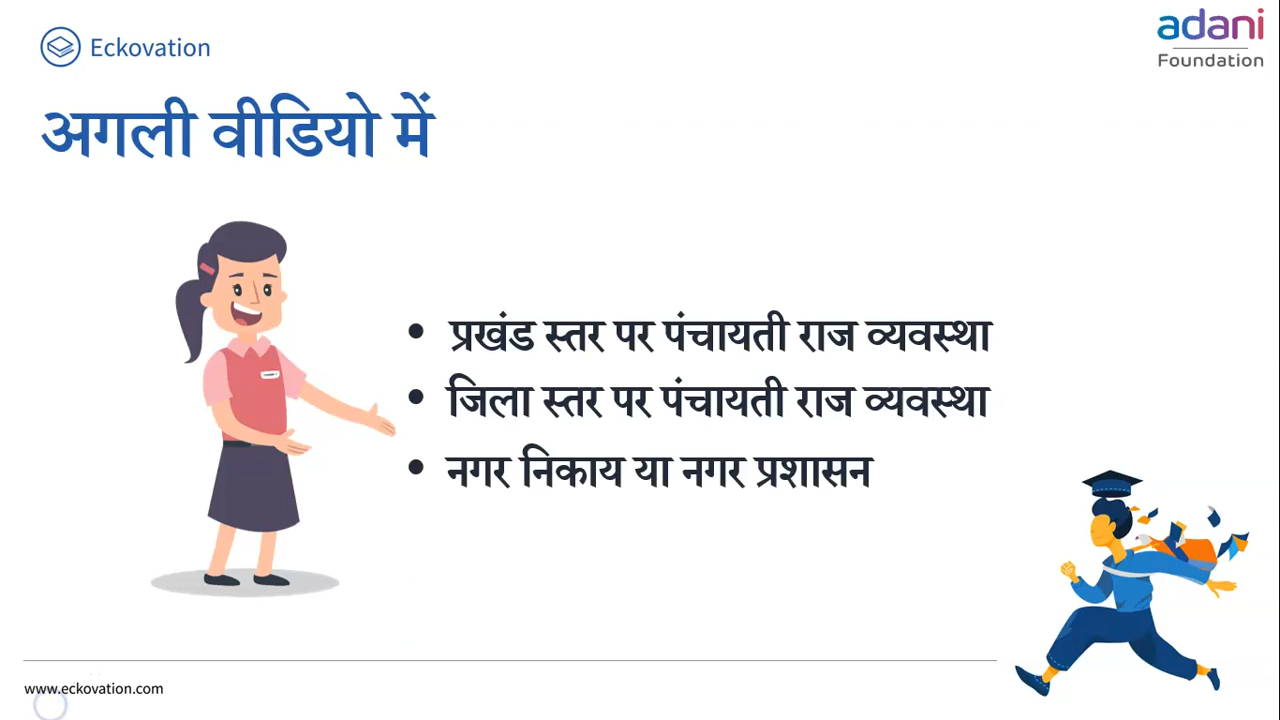 Eckovation
adani
Foundation
अगली वीडियो में
• प्रखंड स्तर पर पंचायती राज व्यवस्था
• जिला स्तर पर पंचायती राज व्यवस्था
• नगर निकाय या नगर प्रशासन
www.eckovation.com